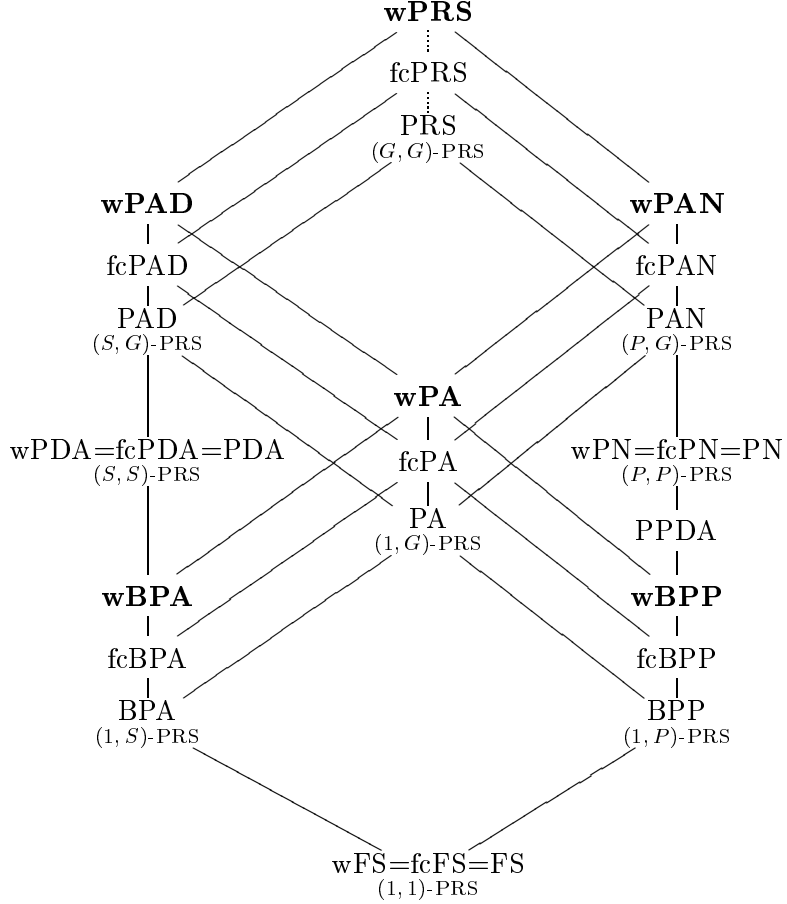 wPRS
fcPRS
PRS
(G, G)-PRS
wPAD
wPAN
fcPAD
fcPAN
PAD
(S, G)-PRS
PAN
(P, G)-PRS
wPA
wPDA=fcPDA=PDA
(S, S)-PRS
fcPA
wPN=fcPN=PN
(P, P)-PRS
PA
(1, G)-PRS
PPDA
wBPA
wBPP
fcBPA
fcBPP
BPA
(1, S)-PRS
BPP
(1, P)-PRS
wFS=fcFS=FS
(1, 1)-PRS